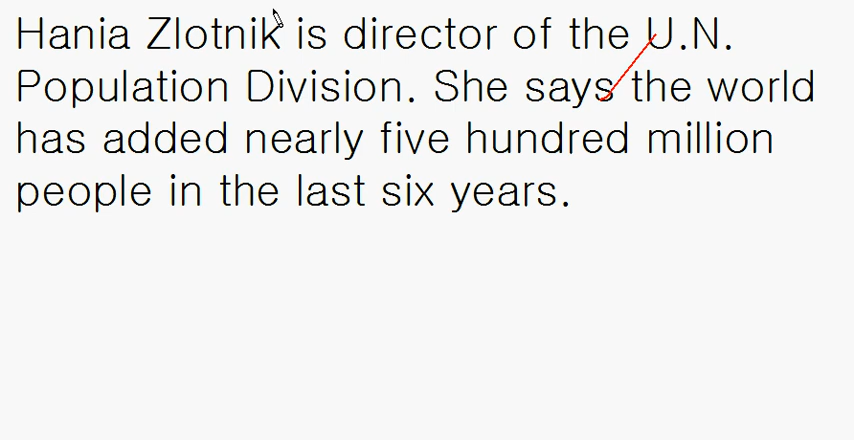 Hania Zlotnik is director of the U.N.
Population Division. She says the world
has added nearly five hundred million
people in the last six years.